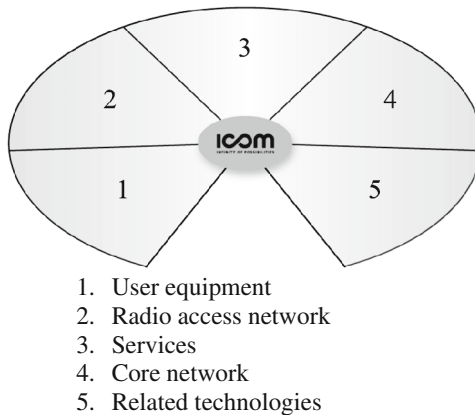 3
2
4
ICOM
INFINITY OF POSSIBILITIES
1
5
1. User equipment
2. Radio access network
3. Services
4. Core network
5. Related technologies